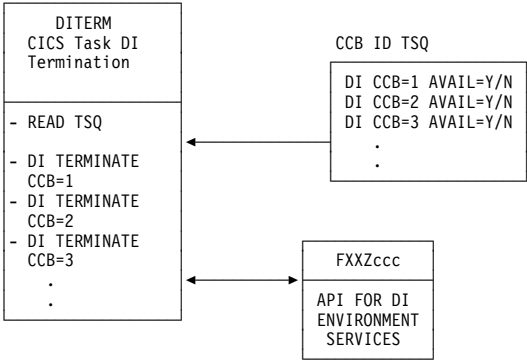 DITERM
CICS Task DI
Termination
- READ TSQ
- DI TERMINATE
CCB=1
- DI TERMINATE
CCB=2
- DI TERMINATE
CCB=3
.
.
CCB ID TSQ
DI CCB=1 AVAIL=Y/N
DI CCB=2 AVAIL=Y/N
DI CCB=3 AVAIL=Y/N
.
.
FXXZccc
API FOR DI
ENVIRONMENT
SERVICES